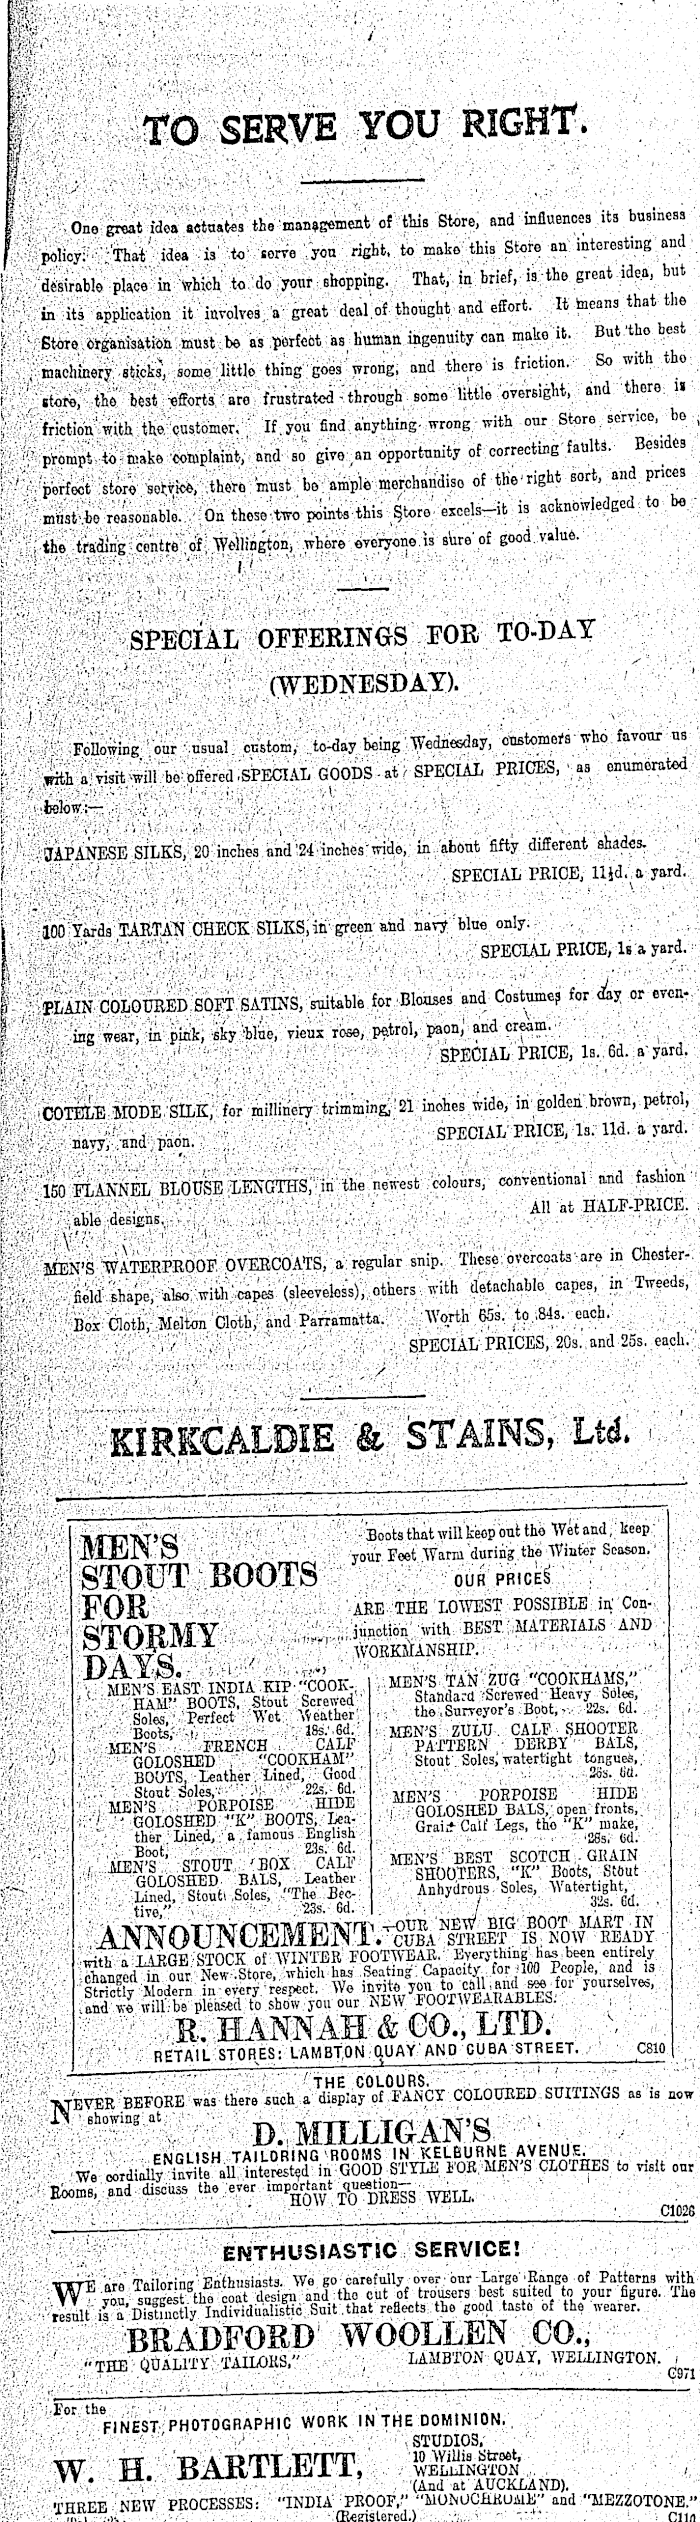 TO SERVE YOU RIGHT.
One great idea actuates the management of this Store, and influences its business
policy: That idea is to serve you right, to make this Store an interesting and
desirable place in which to do your shopping. That, in brief, is the great idea, but
in its application it involves a great deal of thought and effort. It means that the
Store organisation must be as perfect as human ingenuity can make it. But the best
machinery sticks, some little thing goes wrong, and there is friction. So with the
store, the best efforts are frustrated through some little oversight, and there is
friction with the customer. If you find anything wrong with our Store service, be
prompt to make complaint, and so give an opportunity of correcting faults. Besides
perfect store service, there must be ample merchandise of the right sort, and prices
must be reasonable. On these two points this Store excels—it is acknowledged to be
the trading centre of Wellington, where everyone is sure of good value.
SPECIAL OFFERINGS FOR TO-DAY
(WEDNESDAY).
Following our usual custom, to-day being Wednesday, customers who favour us
with a visit will be offered SPECIAL GOODS at SPECIAL PRICES, as enumerated
below:—
JAPANESE SILKS, 20 inches and 24 inches wide, in about fifty different shades.
SPECIAL PRICE, 11½d. a yard.
100 Yards TARTAN CHECK SILKS, in green and navy blue only.
SPECIAL PRICE, 1s a yard.
PLAIN COLOURED SOFT SATINS, suitable for Blouses and Costumes for day or even-
ing wear, in pink, sky blue, vieux rose, petrol, paon, and cream.
SPECIAL PRICE, 1s. 6d. a yard.
COTELE MODE SILK, for millinery trimming, 21 inches wide, in golden brown, petrol,
navy, and paon. SPECIAL PRICE, 1s. 11d. a yard.
150 FLANNEL BLOUSE LENGTHS, in the newest colours, conventional and fashion
able designs. All at HALF-PRICE.
MEN'S WATERPROOF OVERCOATS, a regular snip. These overcoats are in Chester-
field shape, also with capes (sleeveless), others with detachable capes, in Tweeds,
Box Cloth, Melton Cloth, and Parramatta. Worth 65s. to 84s. each.
SPECIAL PRICES, 20s. and 25s. each.
KIRKCALDIE & STAINS, Ltd.
MEN'S
STOUT BOOTS
FOR
STORMY
DAYS.
Boots that will keep out the Wet and keep
your Feet Warm during the Winter Season.
OUR PRICES
ARE THE LOWEST POSSIBLE in Con-
junction with BEST MATERIALS AND
WORKMANSHIP.
MEN'S EAST INDIA KIP "COOK-
HAM" BOOTS, Stout Screwed
Soles, Perfect Wet Weather
Boots, 18s. 6d.
MEN'S FRENCH CALF
GOLOSHED "COOKHAM"
BOOTS, Leather Lined, Good
Stout Soles, 22s. 6d.
MEN'S PORPOISE HIDE
GOLOSHED "K" BOOTS, Lea-
ther Lined, a famous English
Boot, 23s. 6d.
MEN'S STOUT BOX CALF
GOLOSHED BALS, Leather
Lined, Stout Soles, "The Bec-
tive," 23s. 6d.
MEN'S TAN ZUG "COOKHAMS,"
Standard Screwed Heavy Soles,
the Surveyor's Boot, 22s. 6d.
MEN'S ZULU CALF SHOOTER
PATTERN DERBY BALS,
Stout Soles, watertight tongues,
26s. 6d.
MEN'S PORPOISE HIDE
GOLOSHED BALS, open fronts,
Grain Calf Legs, the "K" make,
28s. 6d.
MEN'S BEST SCOTCH GRAIN
SHOOTERS, "K" Boots, Stout
Anhydrous Soles, Watertight,
32s. 6d.
ANNOUNCEMENT.—OUR NEW BIG BOOT MART IN
CUBA STREET IS NOW READY
with a LARGE STOCK of WINTER FOOTWEAR. Everything has been entirely
changed in our New Store, which has Seating Capacity for 100 People, and is
Strictly Modern in every respect. We invite you to call and see for yourselves,
and we will be pleased to show you our NEW FOOTWEARABLES.
R. HANNAH & CO., LTD.
RETAIL STORES: LAMBTON QUAY AND CUBA STREET. C810
THE COLOURS.
NEVER BEFORE was there such a display of FANCY COLOURED SUITINGS as is now
showing at
D. MILLIGAN'S
ENGLISH TAILORING ROOMS IN KELBURNE AVENUE.
We cordially invite all interested in GOOD STYLE FOR MEN'S CLOTHES to visit our
Rooms, and discuss the ever important question—
HOW TO DRESS WELL.
C1026
ENTHUSIASTIC SERVICE!
WE are Tailoring Enthusiasts. We go carefully over our Large Range of Patterns with
you, suggest the coat design and the cut of trousers best suited to your figure. The
result is a Distinctly Individualistic Suit that reflects the good taste of the wearer.
BRADFORD WOOLLEN CO.,
"THE QUALITY TAILORS," LAMBTON QUAY, WELLINGTON.
C971
For the
FINEST PHOTOGRAPHIC WORK IN THE DOMINION.
W. H. BARTLETT,
STUDIOS,
10 Willis Street,
WELLINGTON
(And at AUCKLAND).
THREE NEW PROCESSES: "INDIA PROOF," "MONOCHROME" and "MEZZOTONE."
(Registered.)